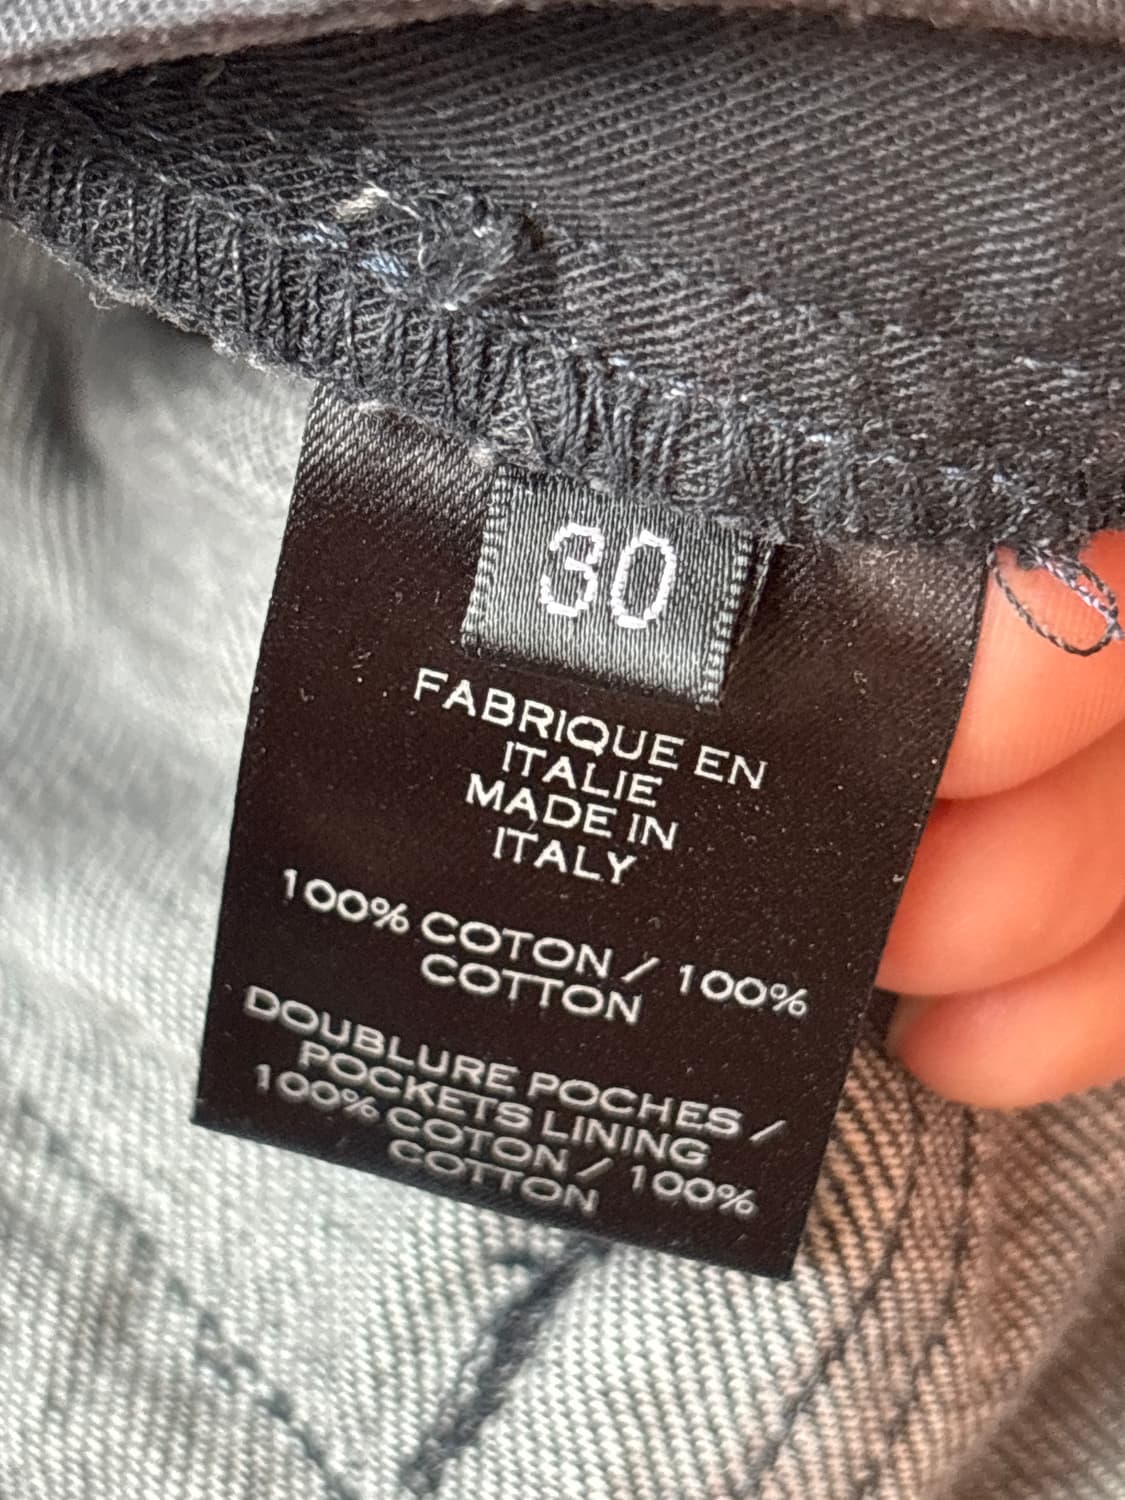 30
FABRIQUE EN
ITALIE
MADE IN
ITALY
100% COTON / 100%
COTTON
DOUBLURE POCHES /
POCKETS LINING
100% COTON / 100%
COTTON